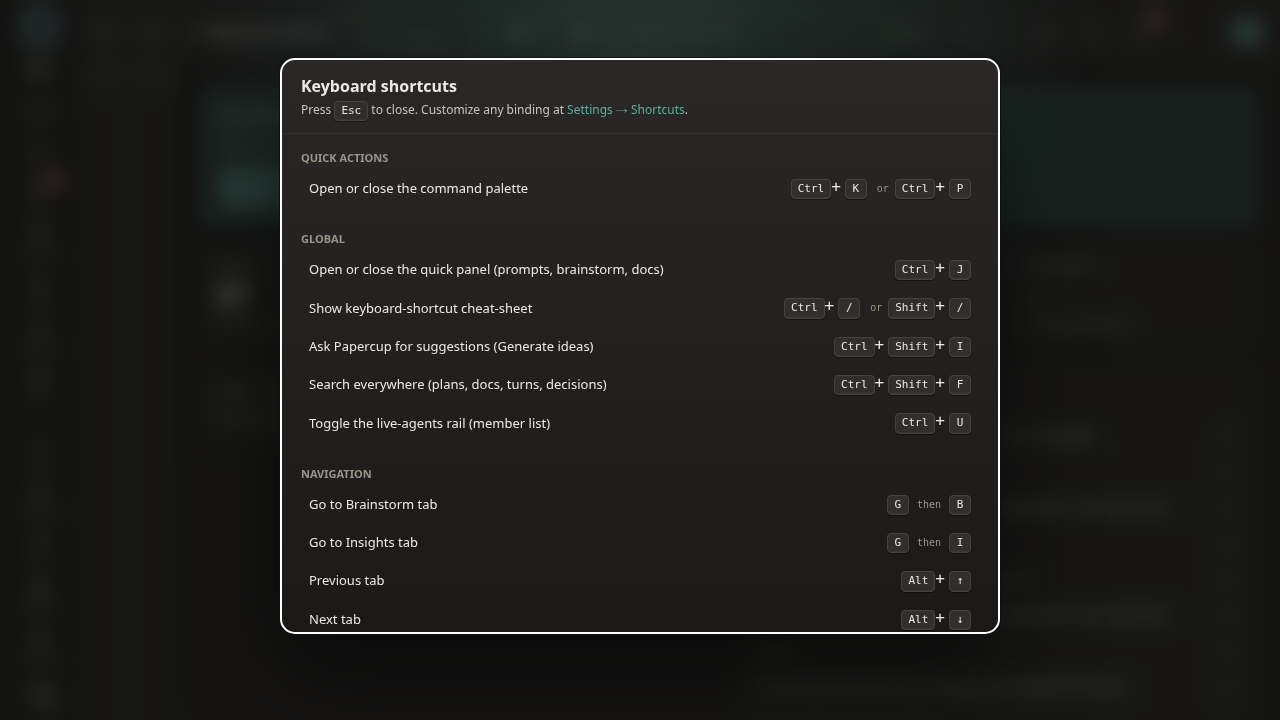 Keyboard shortcuts
Press Esc to close. Customize any binding at Settings → Shortcuts.
QUICK ACTIONS
Open or close the command palette Ctrl + K or Ctrl + P
GLOBAL
Open or close the quick panel (prompts, brainstorm, docs) Ctrl + J
Show keyboard-shortcut cheat-sheet Ctrl + / or Shift + /
Ask Papercup for suggestions (Generate ideas) Ctrl + Shift + I
Search everywhere (plans, docs, turns, decisions) Ctrl + Shift + F
Toggle the live-agents rail (member list) Ctrl + U
NAVIGATION
Go to Brainstorm tab G then B
Go to Insights tab G then I
Previous tab Alt + ↑
Next tab Alt + ↓